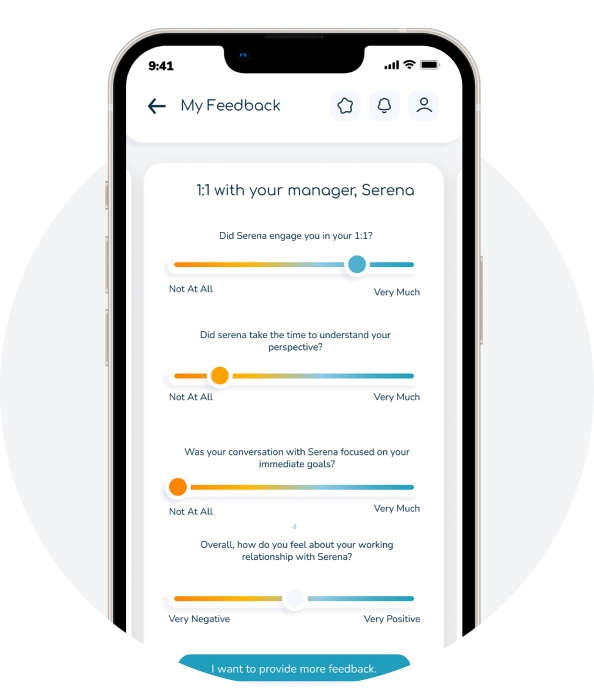 9:41
My Feedback
1:1 with your manager, Serena
Did Serena engage you in your 1:1?
Not At All
Very Much
Did serena take the time to understand your
perspective?
Not At All
Very Much
Was your conversation with Serena focused on your
immediate goals?
Not At All
Very Much
4
Overall, how do you feel about your working
relationship with Serena?
Very Negative
Very Positive
I want to provide more feedback.